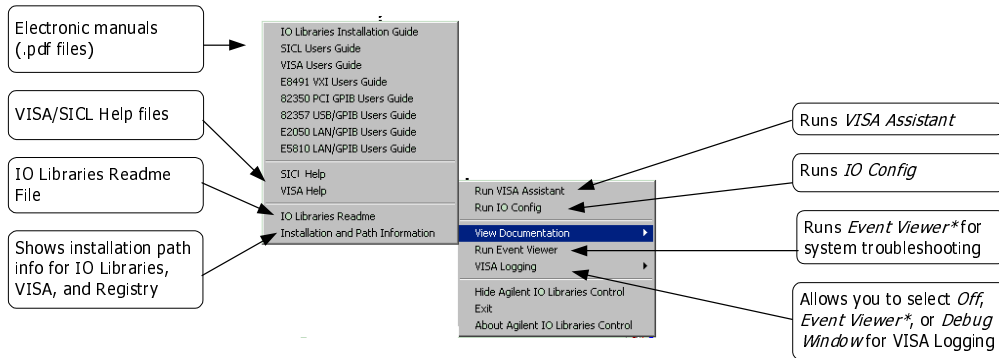 Electronic manuals
(.pdf files)
VISA/SICL Help files
IO Libraries Readme
File
Shows installation path
info for IO Libraries,
VISA, and Registry
IO Libraries Installation Guide
SICL Users Guide
VISA Users Guide
E8491 VXI Users Guide
82350 PCI GPIB Users Guide
82357 USB/GPIB Users Guide
E2050 LAN/GPIB Users Guide
E5810 LAN/GPIB Users Guide
SICL Help
VISA Help
IO Libraries Readme
Installation and Path Information
Run VISA Assistant
Run IO Config
View Documentation
Run Event Viewer
VISA Logging
Hide Agilent IO Libraries Control
Exit
About Agilent IO Libraries Control
Runs VISA Assistant
Runs IO Config
Runs Event Viewer* for
system troubleshooting
Allows you to select Off,
Event Viewer*, or Debug
Window for VISA Logging